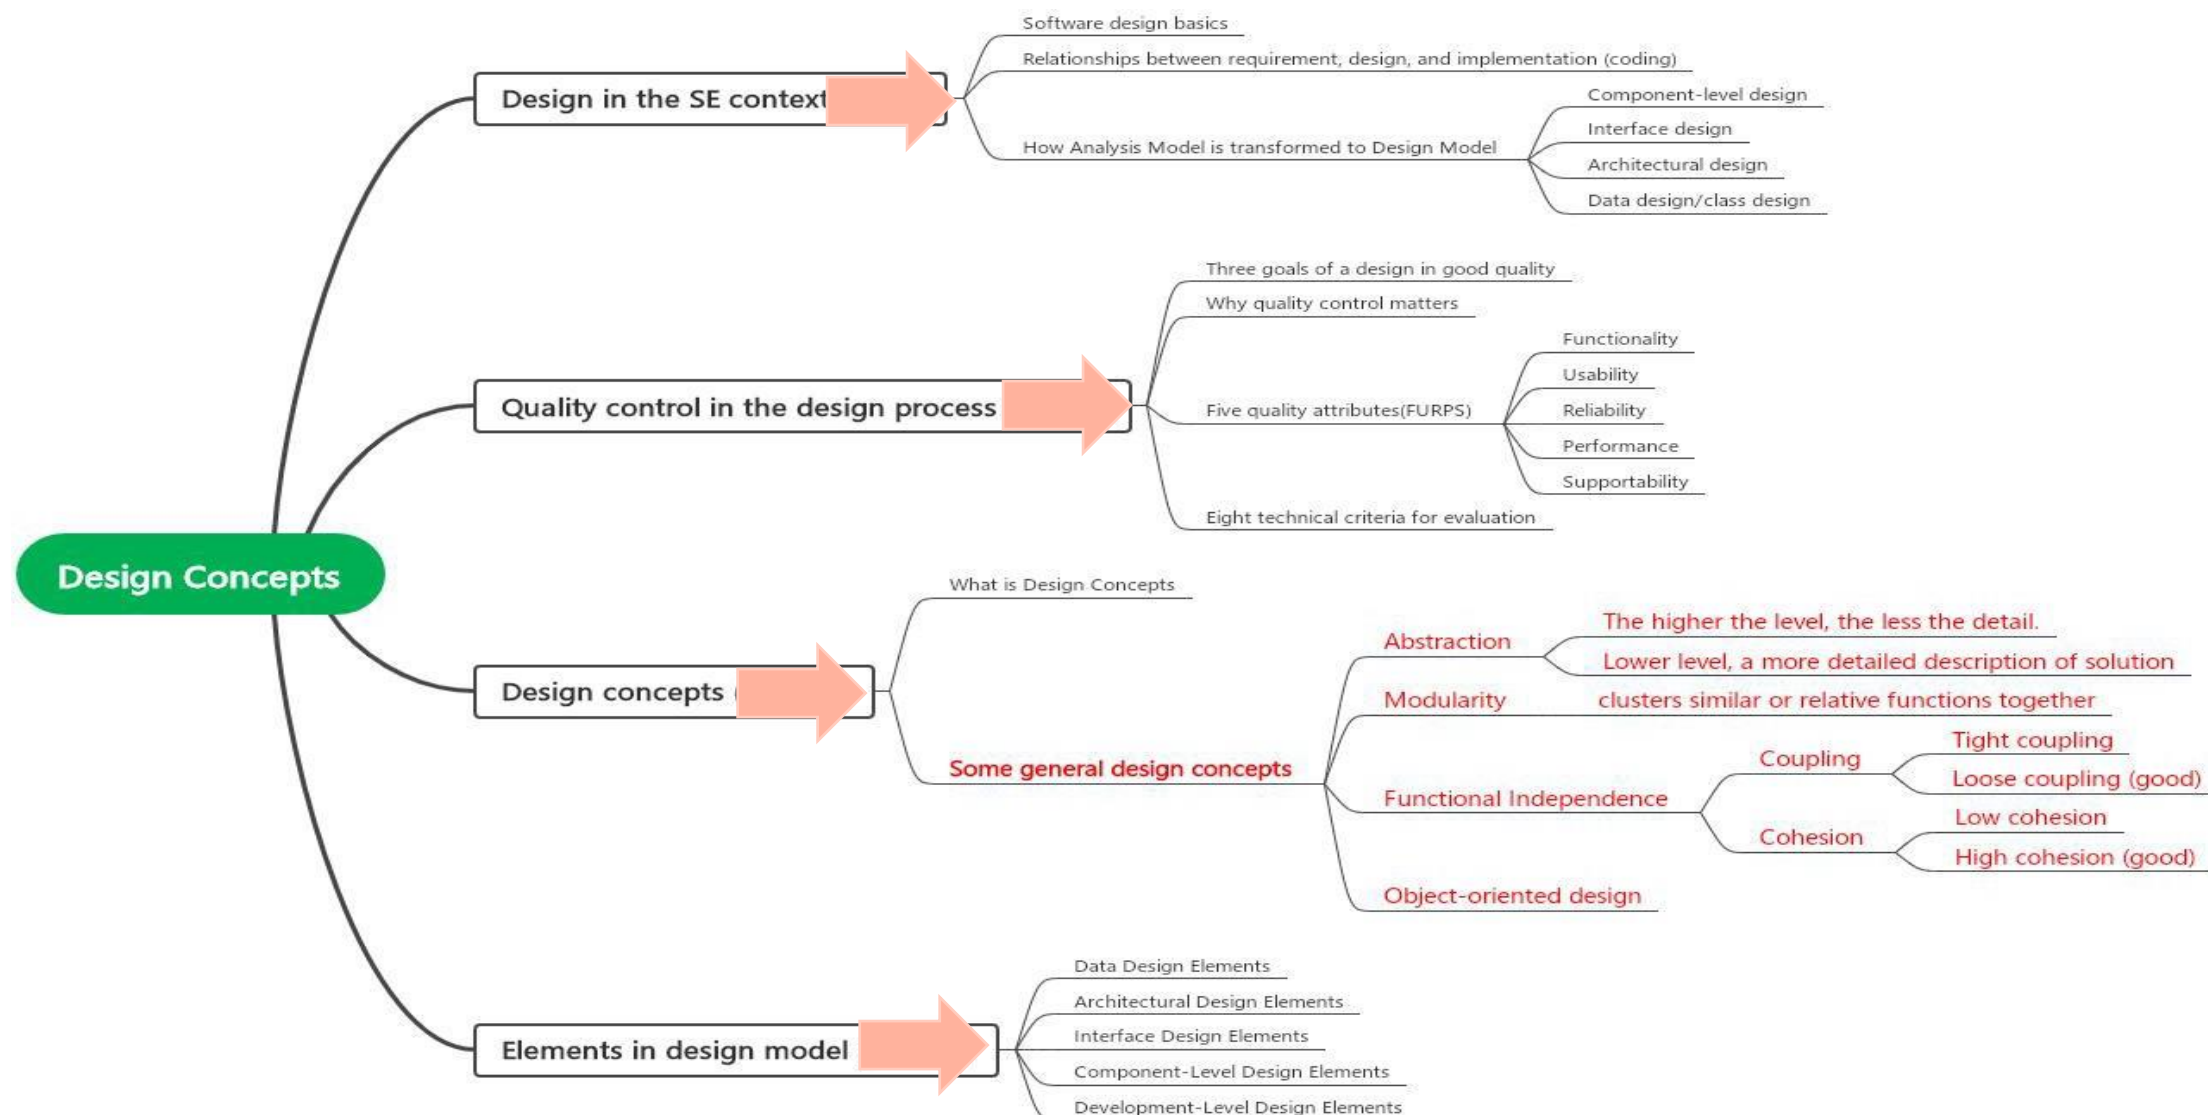 Design Concepts
Design in the SE context
Software design basics
Relationships between requirement, design, and implementation (coding)
How Analysis Model is transformed to Design Model
Component-level design
Interface design
Architectural design
Data design/class design
Quality control in the design process
Three goals of a design in good quality
Why quality control matters
Five quality attributes(FURPS)
Functionality
Usability
Reliability
Performance
Supportability
Eight technical criteria for evaluation
Design concepts
What is Design Concepts
Some general design concepts
Abstraction
The higher the level, the less the detail.
Lower level, a more detailed description of solution
Modularity
clusters similar or relative functions together
Functional Independence
Coupling
Tight coupling
Loose coupling (good)
Cohesion
Low cohesion
High cohesion (good)
Object-oriented design
Elements in design model
Data Design Elements
Architectural Design Elements
Interface Design Elements
Component-Level Design Elements
Development-Level Design Elements